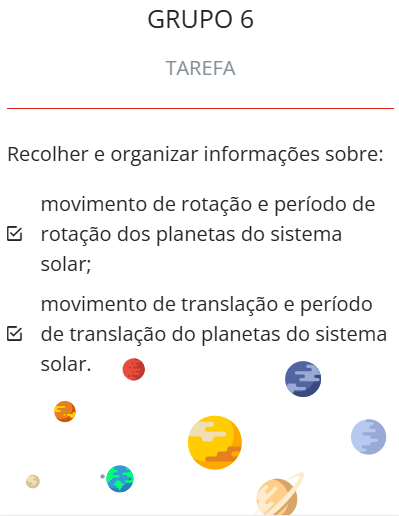 GRUPO 6
TAREFA
Recolher e organizar informações sobre:
movimento de rotação e período de
rotação dos planetas do sistema
solar;
movimento de translação e período
de translação do planetas do sistema
solar.